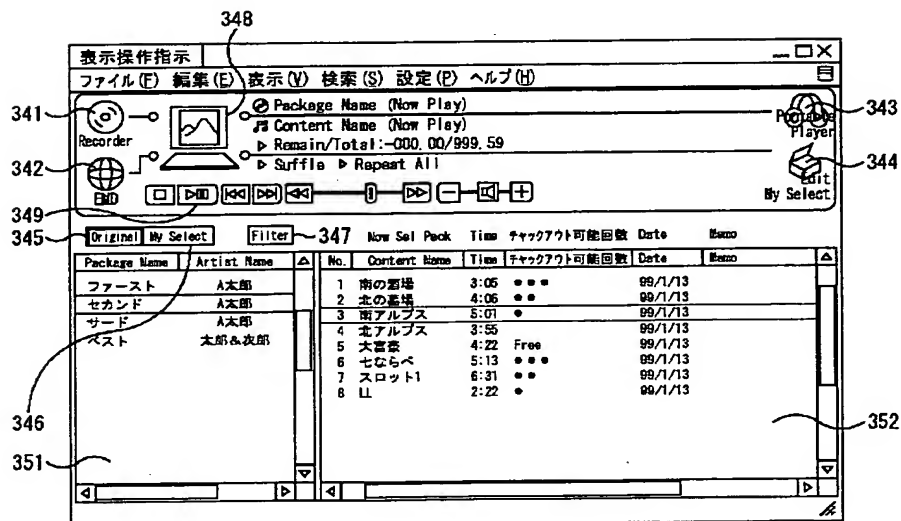 348
表示操作指示
ファイル(F) 編集(E) 表示(V) 検索(S) 設定(P) ヘルプ(H)
341
Recorder
Package Name (Now Play)
Content Name (Now Play)
Remain/Total:-000.00/999.59
Suffle Repeat All
343
Portable Player
342
EMD
344
Edit
My Select
349
345
Original My Select Filter 347 Now Sel Peok Time チャックアウト可能回数 Date Memo
Package Name Artist Name
ファースト A太郎
セカンド A太郎
サード A太郎
ベスト 太郎&次郎
No. Content Name Time チャックアウト可能回数 Date Memo
1 南の酒場 3:05 ●●● 99/1/13
2 北の墓場 4:06 ●● 99/1/13
3 南アルプス 5:01 ● 99/1/13
4 北アルプス 3:55 99/1/13
5 大富豪 4:22 Free 99/1/13
6 七ならべ 5:13 ●●● 99/1/13
7 スロット1 6:31 ●● 99/1/13
8 LL 2:22 ● 99/1/13
346
352
351